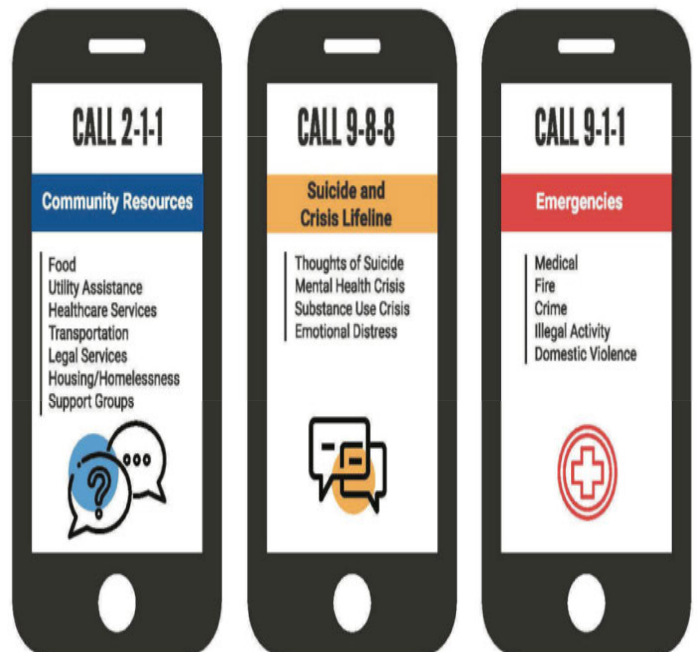 CALL 2-1-1
Community Resources
Food
Utility Assistance
Healthcare Services
Transportation
Legal Services
Housing/Homelessness
Support Groups
?
CALL 9-8-8
Suicide and
Crisis Lifeline
Thoughts of Suicide
Mental Health Crisis
Substance Use Crisis
Emotional Distress
CALL 9-1-1
Emergencies
Medical
Fire
Crime
Illegal Activity
Domestic Violence